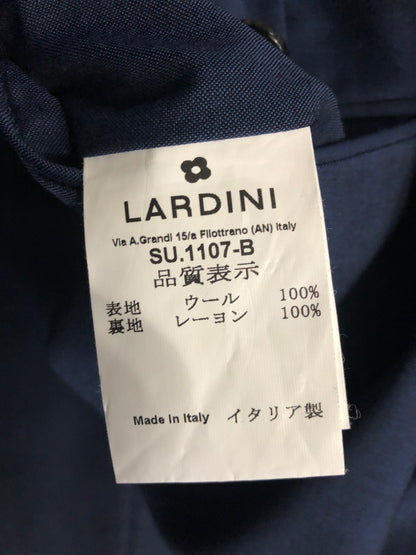 LARDINI
Via A.Grandi 15/a Filottrano (AN) Italy
SU.1107-B
品質表示
表地 ウール 100%
裏地 レーヨン 100%
Made In Italy イタリア製